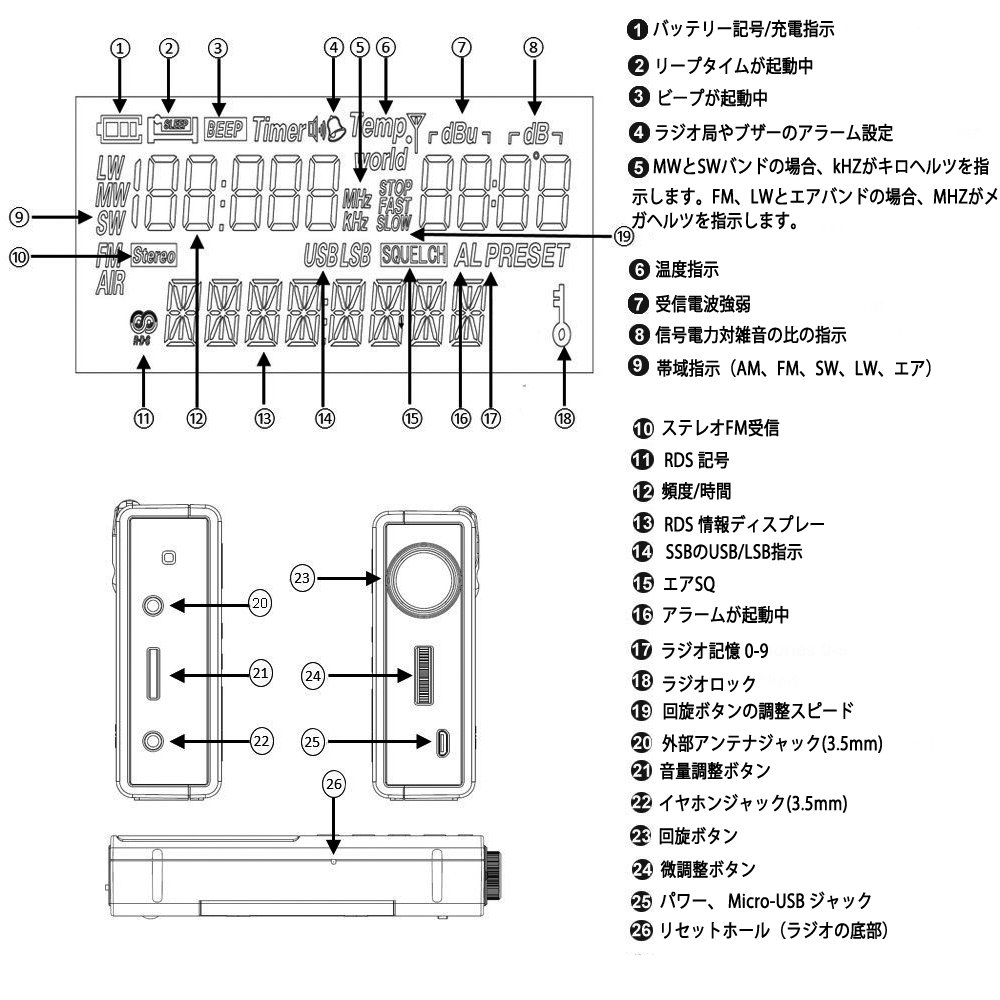 ① ② ③ ④ ⑤ ⑥ ⑦ ⑧
SLEEP BEEP Timer Temp. dBu dB
world
LW
MW
SW
FM
AIR
MHz
kHz
STOP
FAST
SLOW
Stereo USB LSB SQUELCH AL PRESET
R·D·S
⑨
⑩
⑲
⑪ ⑫ ⑬ ⑭ ⑮ ⑯ ⑰ ⑱
⑳
㉑
㉒
㉓
㉔
㉕
㉖
❶ バッテリー記号/充電指示
❷ リープタイムが起動中
❸ ビープが起動中
❹ ラジオ局やブザーのアラーム設定
❺ MWとSWバンドの場合、kHZがキロヘルツを指
示します。FM、LWとエアバンドの場合、MHZがメ
ガヘルツを指示します。
❻ 温度指示
❼ 受信電波強弱
❽ 信号電力対雑音の比の指示
❾ 帯域指示（AM、FM、SW、LW、エア）
❿ ステレオFM受信
⓫ RDS 記号
⓬ 頻度/時間
⓭ RDS 情報ディスプレー
⓮ SSBのUSB/LSB指示
⓯ エアSQ
⓰ アラームが起動中
⓱ ラジオ記憶 0-9
⓲ ラジオロック
⓳ 回旋ボタンの調整スピード
⓴ 外部アンテナジャック(3.5mm)
21 音量調整ボタン
22 イヤホンジャック(3.5mm)
23 回旋ボタン
24 微調整ボタン
25 パワー、 Micro-USB ジャック
26 リセットホール（ラジオの底部）